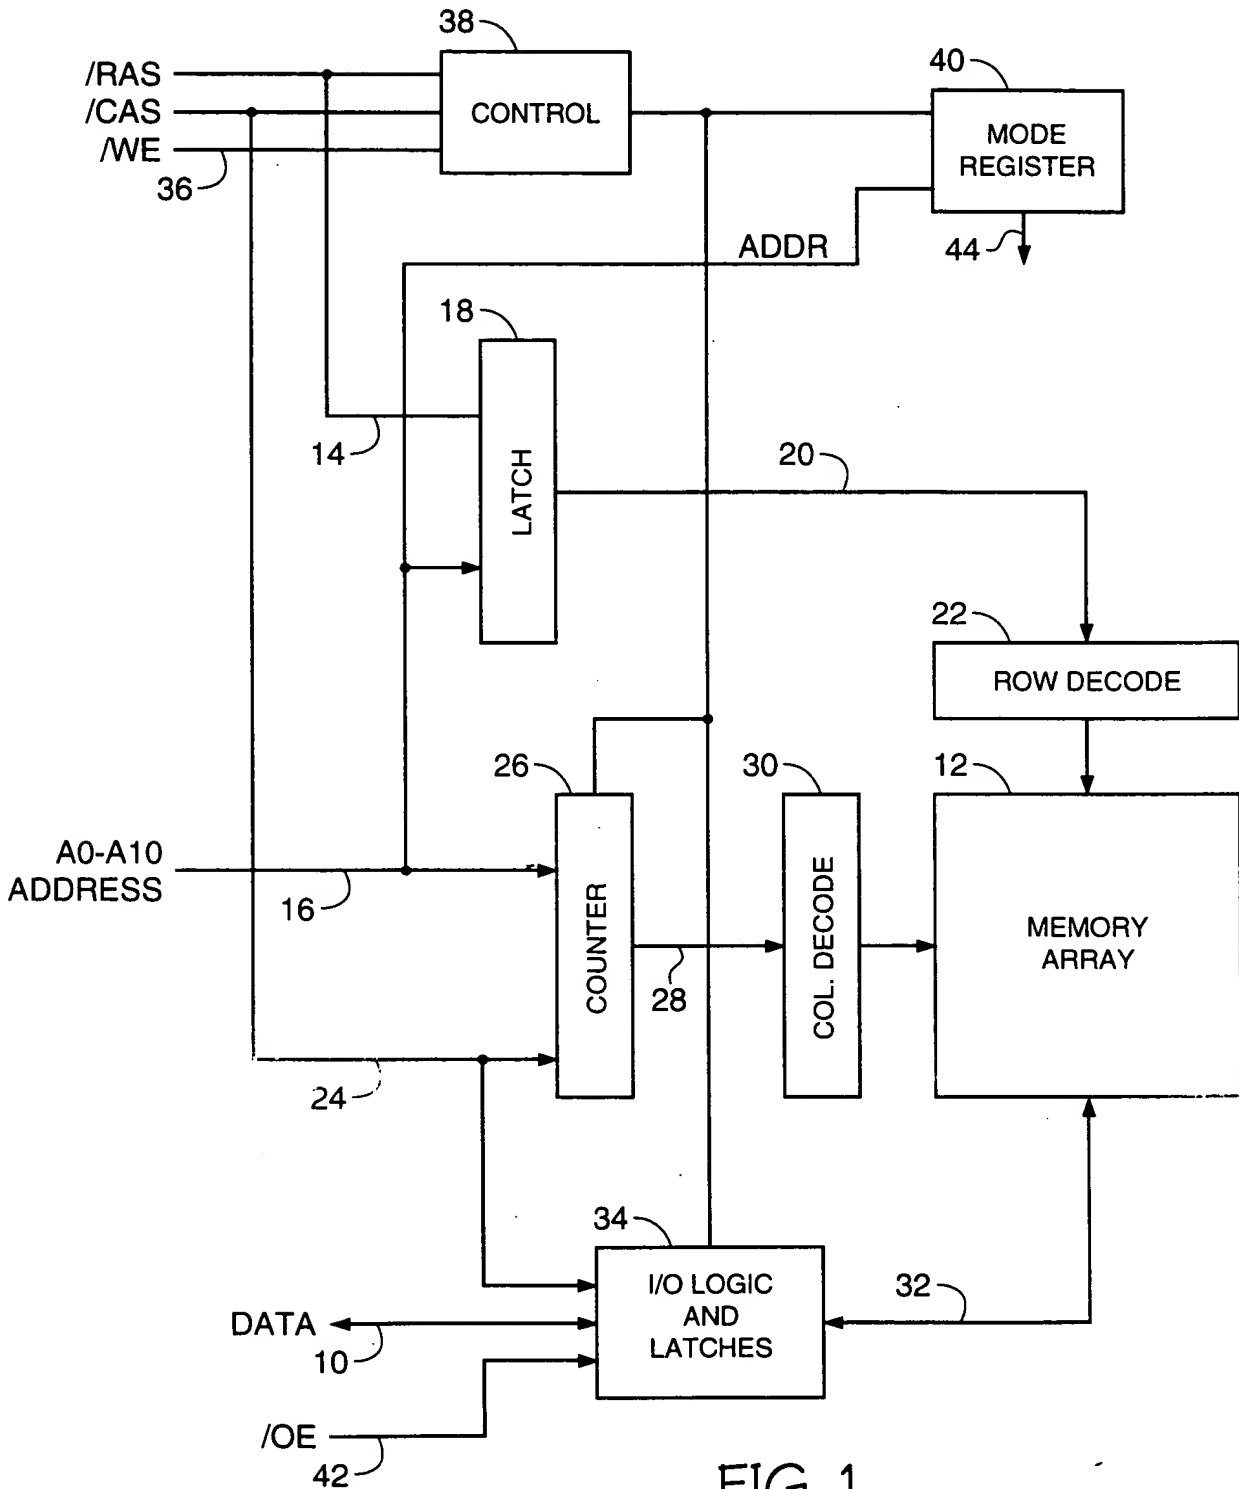 38
/RAS
/CAS
/WE
36
CONTROL
40
MODE
REGISTER
44
ADDR
18
14
LATCH
20
22
ROW DECODE
26
30
12
A0-A10
ADDRESS
16
COUNTER
28
COL. DECODE
MEMORY
ARRAY
24
34
I/O LOGIC
AND
LATCHES
32
DATA
10
/OE
42
FIG. 1